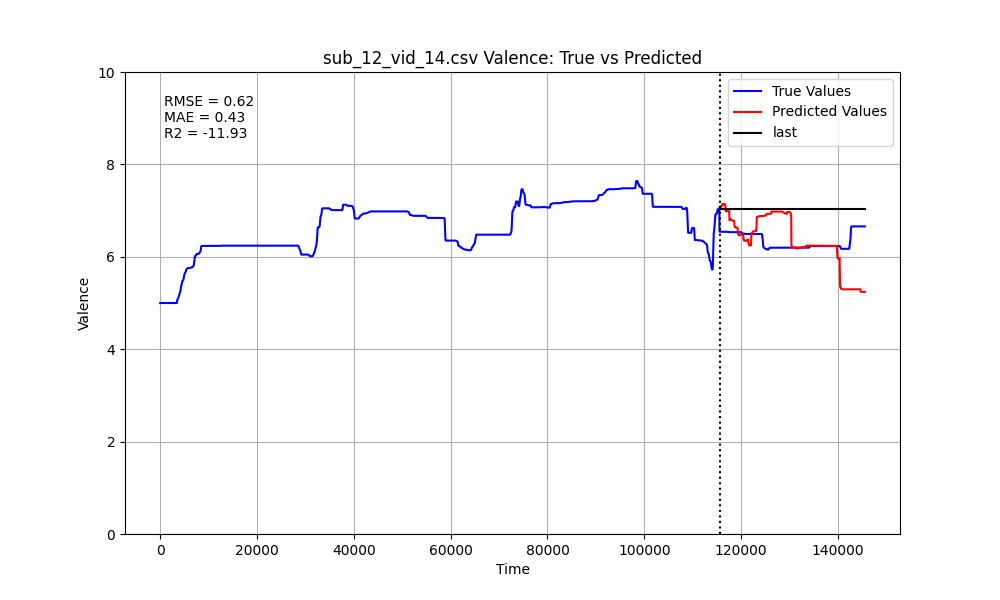 sub_12_vid_14.csv Valence: True vs Predicted
RMSE = 0.62
MAE = 0.43
R2 = -11.93
True Values
Predicted Values
last
Valence
10
8
6
4
2
0
0 20000 40000 60000 80000 100000 120000 140000
Time